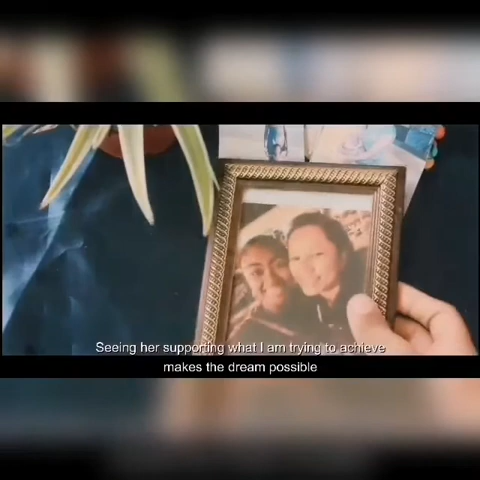 Seeing her supporting what I am trying to achieve
makes the dream possible